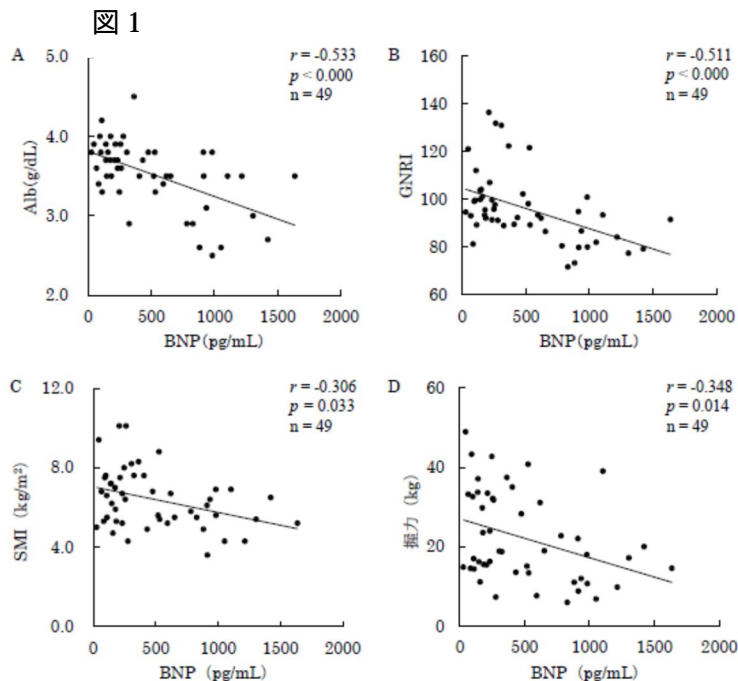 図 1
A
r = -0.533
p < 0.000
n = 49
5.0
4.0
3.0
2.0
Alb(g/dL)
0 500 1000 1500 2000
BNP(pg/mL)
B
r = -0.511
p < 0.000
n = 49
160
140
120
100
80
60
GNRI
0 500 1000 1500 2000
BNP(pg/mL)
C
r = -0.306
p = 0.033
n = 49
12.0
8.0
4.0
0.0
SMI (kg/m²)
0 500 1000 1500 2000
BNP (pg/mL)
D
r = -0.348
p = 0.014
n = 49
60
40
20
0
握力 (kg)
0 500 1000 1500 2000
BNP (pg/mL)